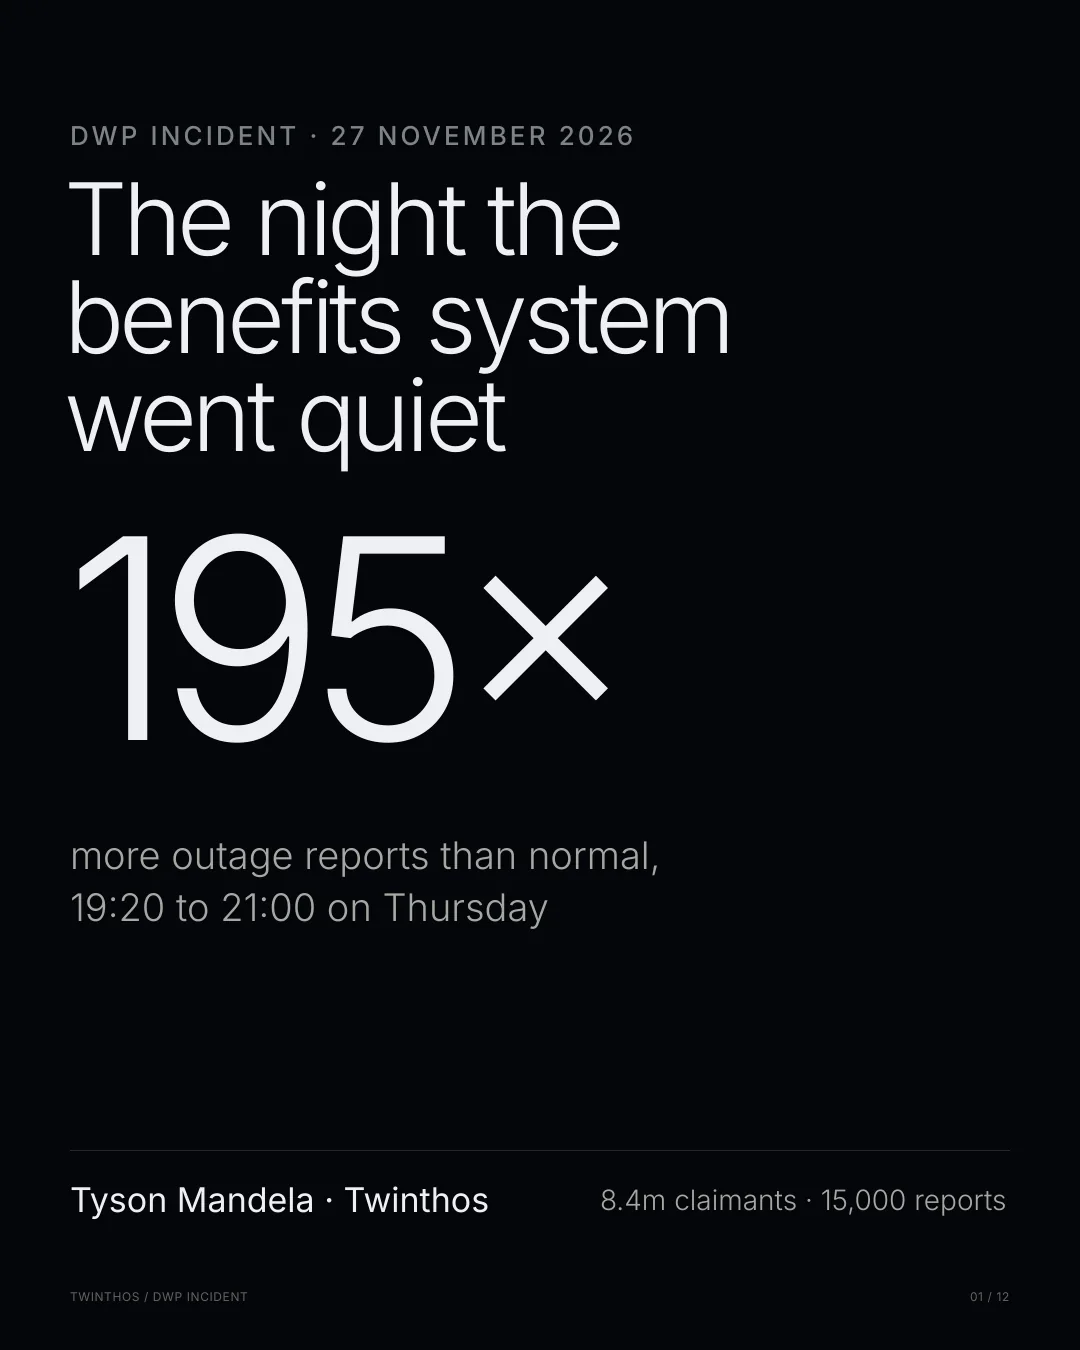 DWP INCIDENT · 27 NOVEMBER 2026
The night the
benefits system
went quiet
195×
more outage reports than normal,
19:20 to 21:00 on Thursday
Tyson Mandela · Twinthos
8.4m claimants · 15,000 reports
TWINTHOS / DWP INCIDENT
01 / 12